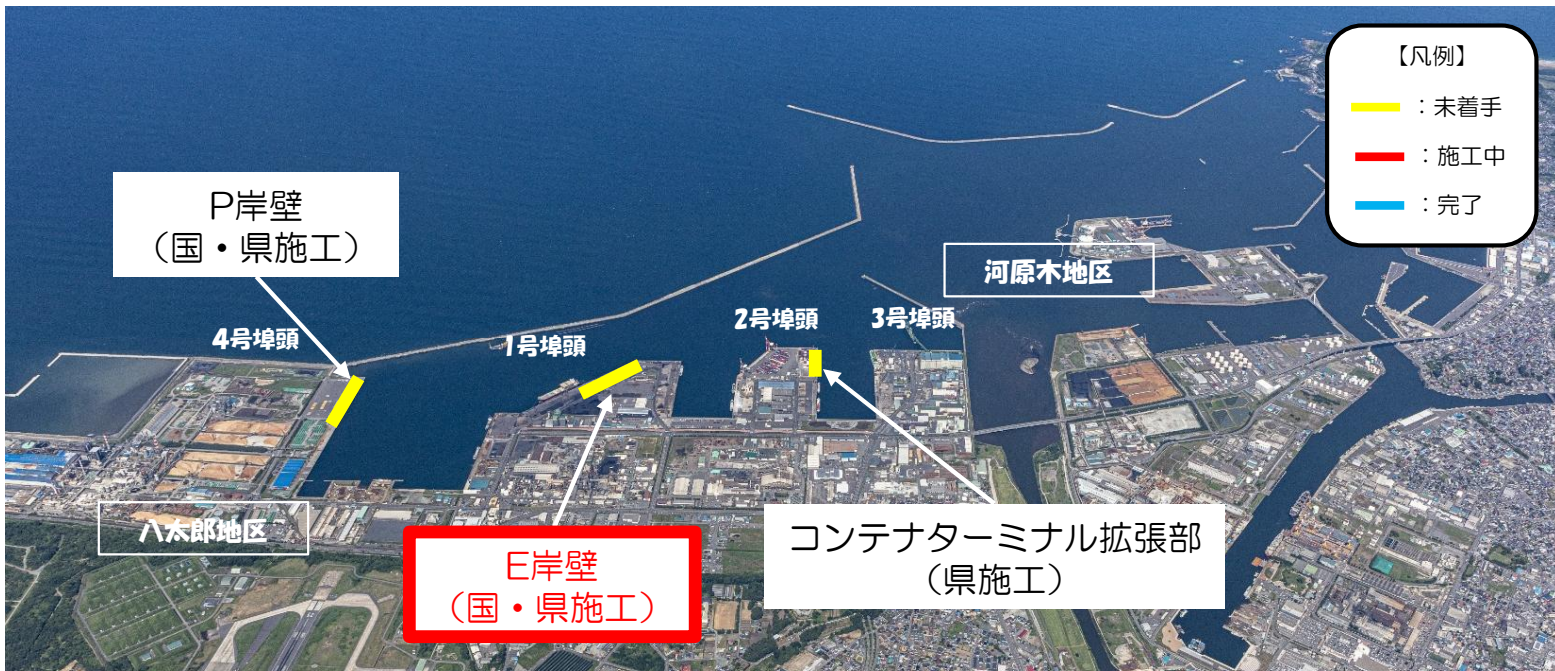 【凡例】
：未着手
：施工中
：完了
P岸壁
（国・県施工）
河原木地区
4号埠頭
1号埠頭
2号埠頭
3号埠頭
八太郎地区
E岸壁
（国・県施工）
コンテナターミナル拡張部
（県施工）